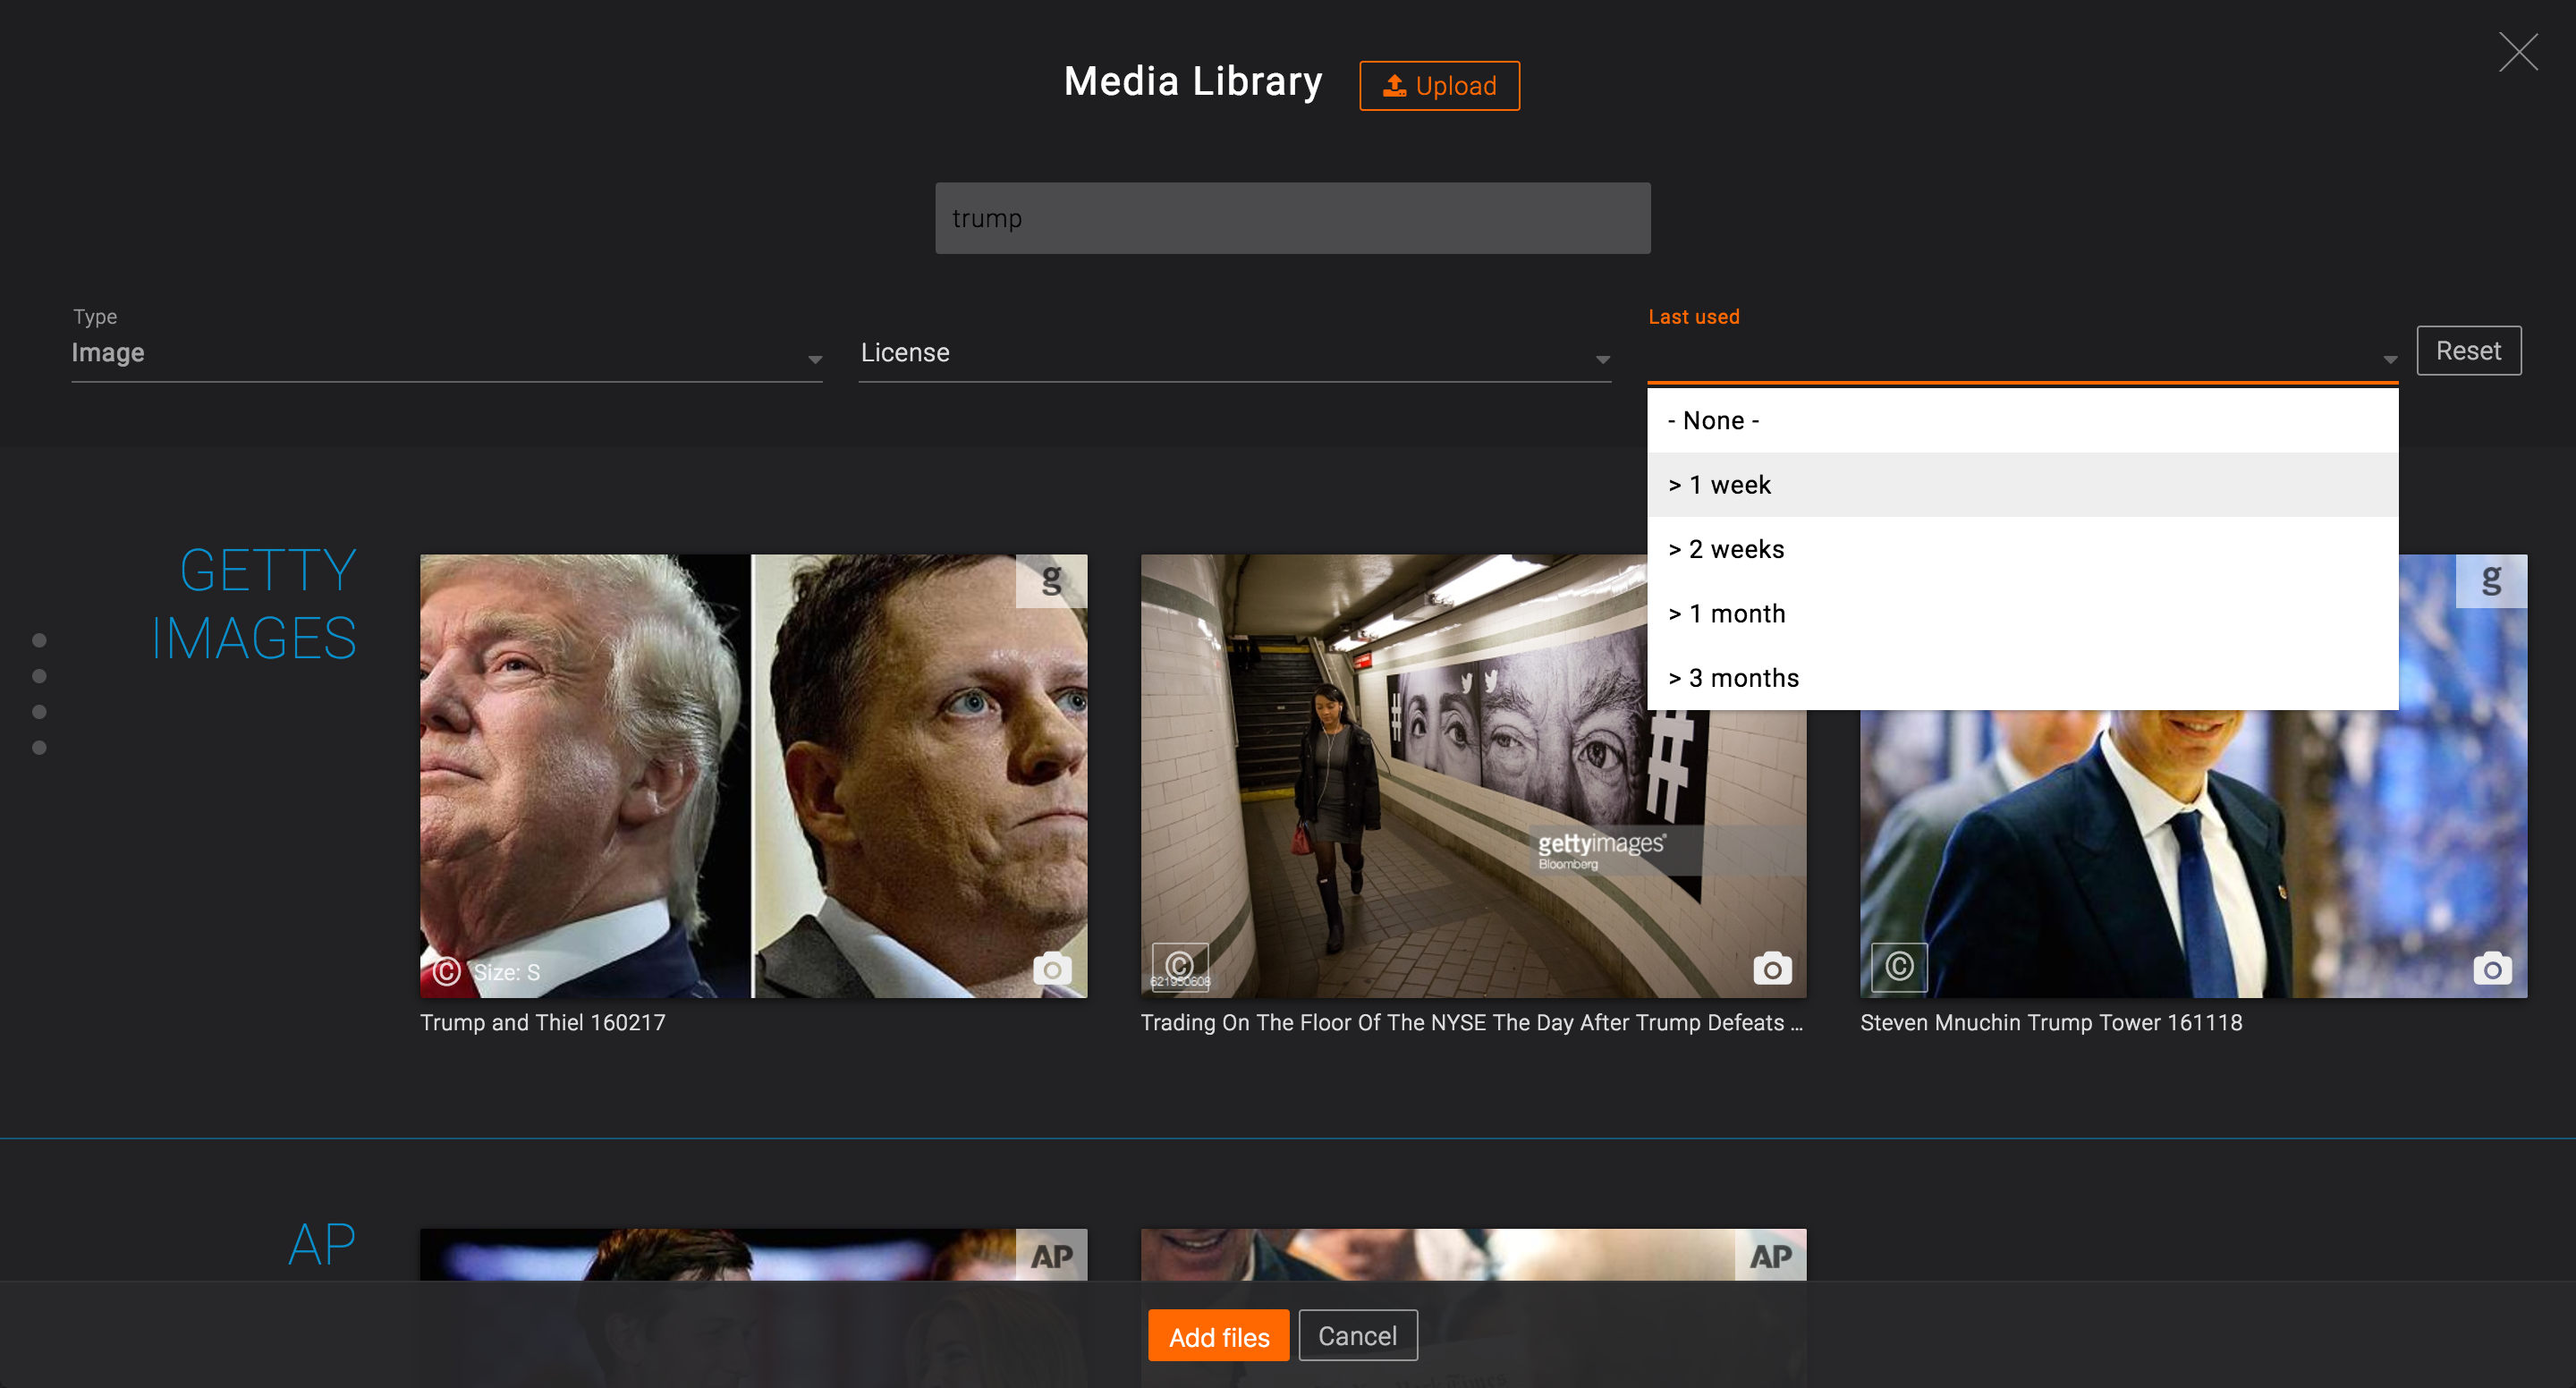 Media Library
Upload
trump
Type
Image
License
Last used
Reset
- None -
> 1 week
> 2 weeks
> 1 month
> 3 months
GETTY
IMAGES
g
g
#
#
gettyimages®
Bloomberg
© Size: S
©
621950608
©
Trump and Thiel 160217
Trading On The Floor Of The NYSE The Day After Trump Defeats ...
Steven Mnuchin Trump Tower 161118
AP
AP
AP
Add files
Cancel